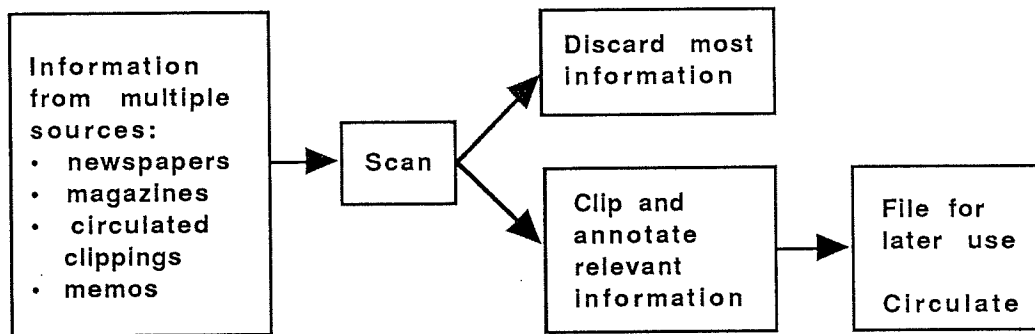 Information
from multiple
sources:
• newspapers
• magazines
• circulated
clippings
• memos
Scan
Discard most
information
Clip and
annotate
relevant
information
File for
later use
Circulate